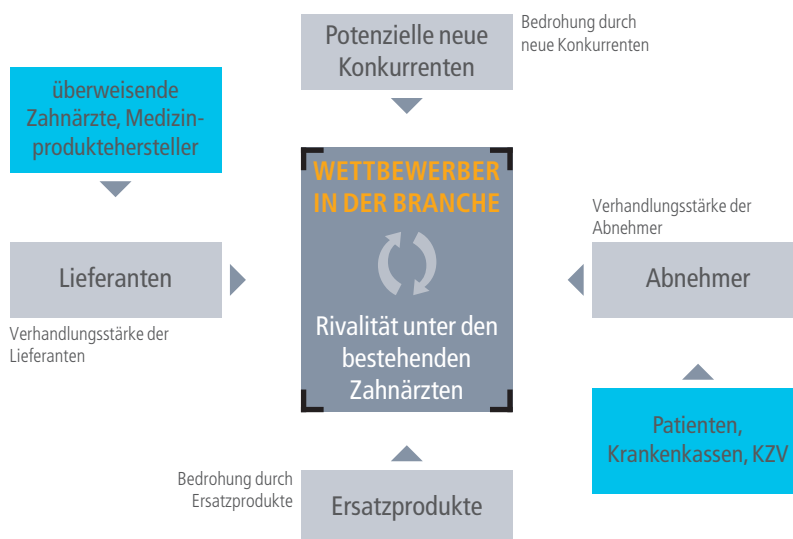 Potenzielle neue
Konkurrenten
Bedrohung durch
neue Konkurrenten
überweisende
Zahnärzte, Medizin-
produktehersteller
WETTBEWERBER
IN DER BRANCHE
Rivalität unter den
bestehenden
Zahnärzten
Lieferanten
Verhandlungsstärke der
Lieferanten
Verhandlungsstärke der
Abnehmer
Abnehmer
Patienten,
Krankenkassen, KZV
Bedrohung durch
Ersatzprodukte
Ersatzprodukte